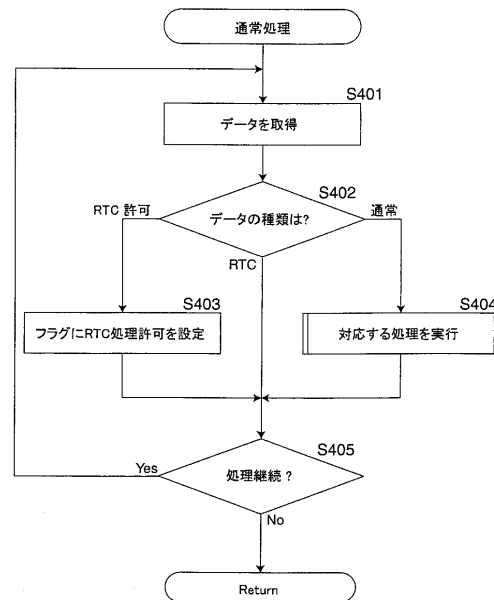 通常処理
S401
データを取得
S402
データの種類は?
RTC 許可
通常
RTC
S403
フラグにRTC処理許可を設定
S404
対応する処理を実行
S405
処理継続 ?
Yes
No
Return